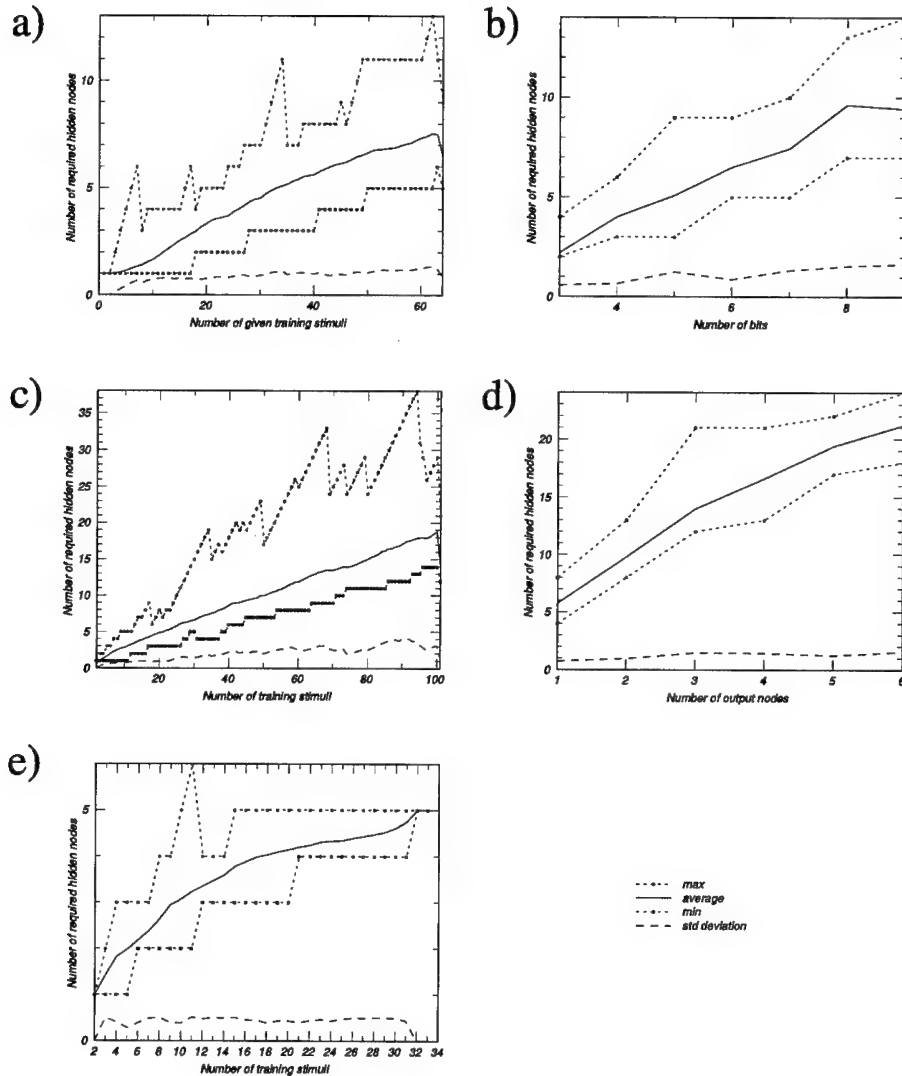 a)
Number of required hidden nodes
10
5
0
0
20
40
60
Number of given training stimuli
b)
Number of required hidden nodes
10
5
0
4
6
8
Number of bits
c)
Number of required hidden nodes
35
30
25
20
15
10
5
0
20
40
60
80
100
Number of training stimuli
d)
Number of required hidden nodes
20
15
10
5
0
1
2
3
4
5
6
Number of output nodes
e)
Number of required hidden nodes
5
0
2
4
6
8
10
12
14
16
18
20
22
24
26
28
30
32
34
Number of training stimuli
max
average
min
std deviation